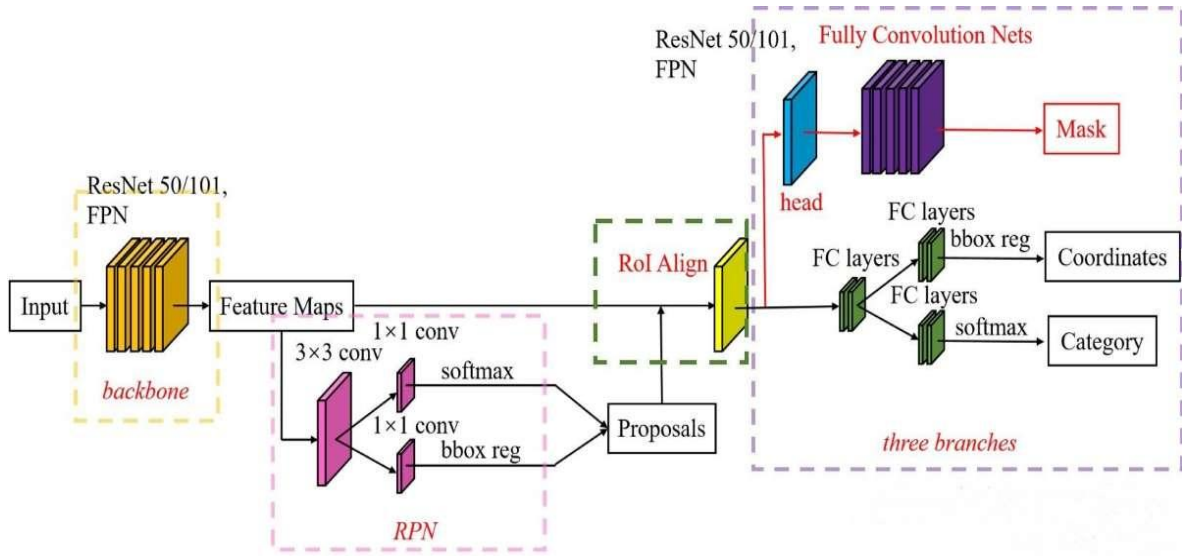 ResNet 50/101,
FPN
Fully Convolution Nets
Mask
head
ResNet 50/101,
FPN
FC layers
bbox reg
Coordinates
RoI Align
FC layers
FC layers
softmax
Category
Input
Feature Maps
backbone
1×1 conv
3×3 conv
softmax
1×1 conv
bbox reg
Proposals
three branches
RPN